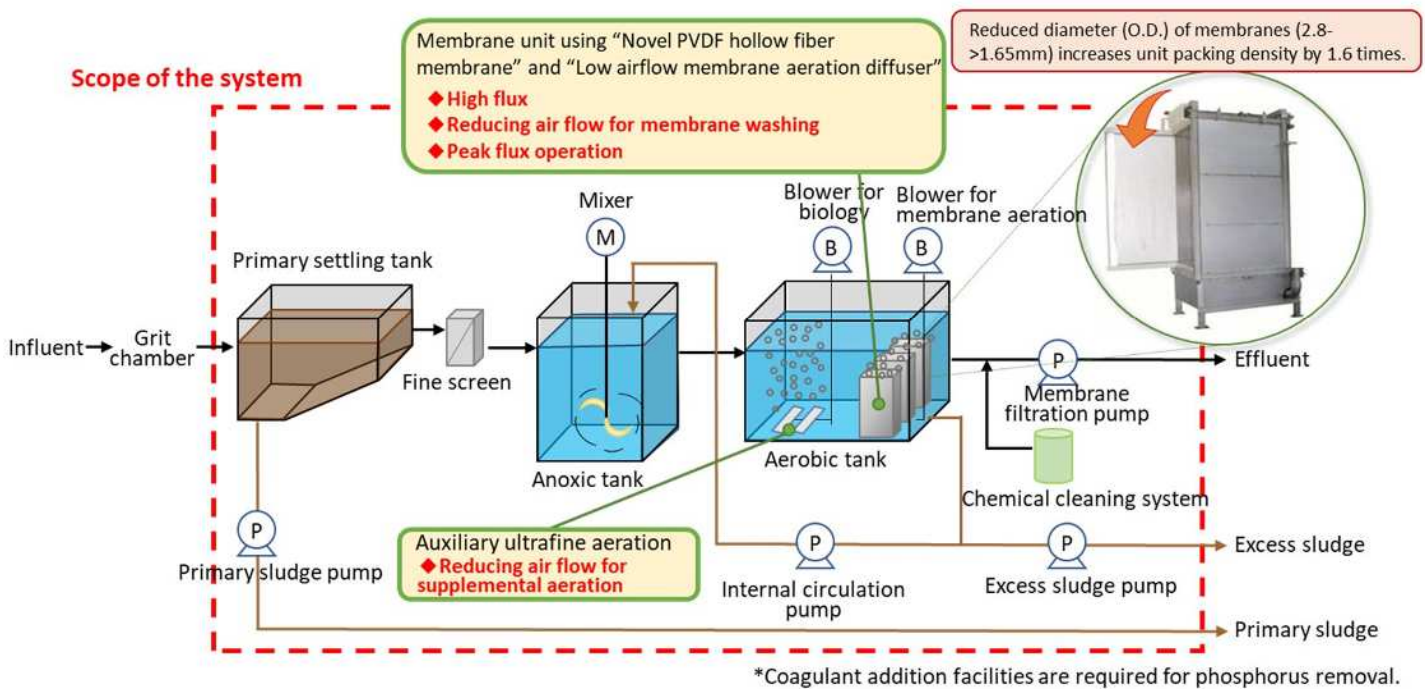 Reduced diameter (O.D.) of membranes (2.8-
>1.65mm) increases unit packing density by 1.6 times.
Membrane unit using “Novel PVDF hollow fiber
membrane” and “Low airflow membrane aeration diffuser”
◆High flux
◆Reducing air flow for membrane washing
◆Peak flux operation
Scope of the system
Blower for
biology
Blower for
membrane aeration
Mixer
M
B
B
Primary settling tank
Influent
Grit
chamber
Fine screen
Anoxic tank
Aerobic tank
P
Membrane
filtration pump
Effluent
Chemical cleaning system
P
Primary sludge pump
Auxiliary ultrafine aeration
◆Reducing air flow for
supplemental aeration
P
Internal circulation
pump
P
Excess sludge pump
Excess sludge
Primary sludge
*Coagulant addition facilities are required for phosphorus removal.